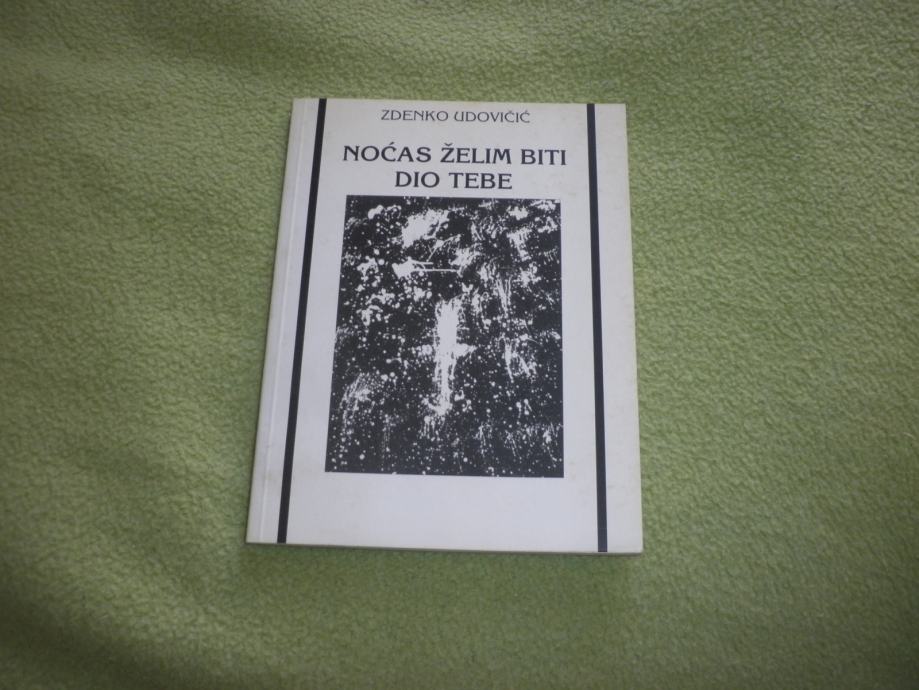 ZDENKO UDOVIČIĆ
NOĆAS ŽELIM BITI
DIO TEBE